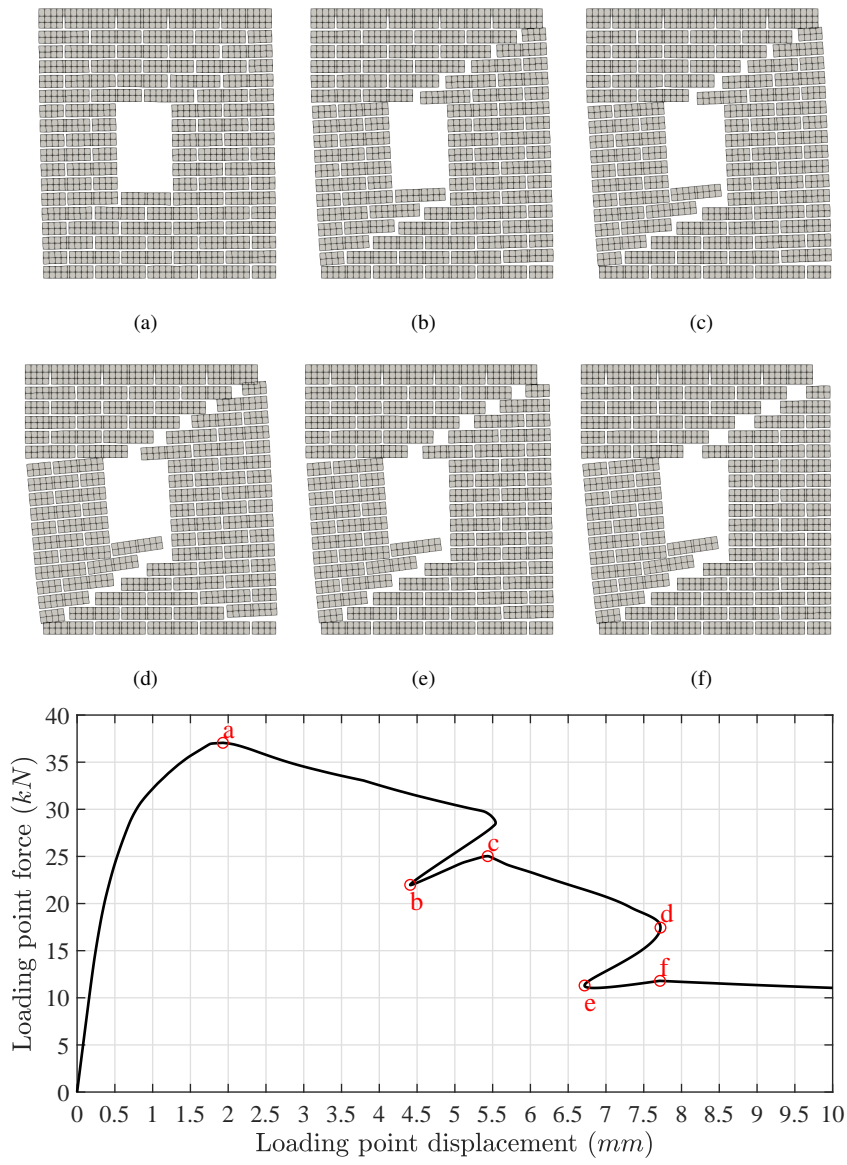 (a) (b) (c)
(d) (e) (f)
Loading point force (kN)
40
35
30
25
20
15
10
5
0
a
c
b
d
f
e
0 0.5 1 1.5 2 2.5 3 3.5 4 4.5 5 5.5 6 6.5 7 7.5 8 8.5 9 9.5 10
Loading point displacement (mm)